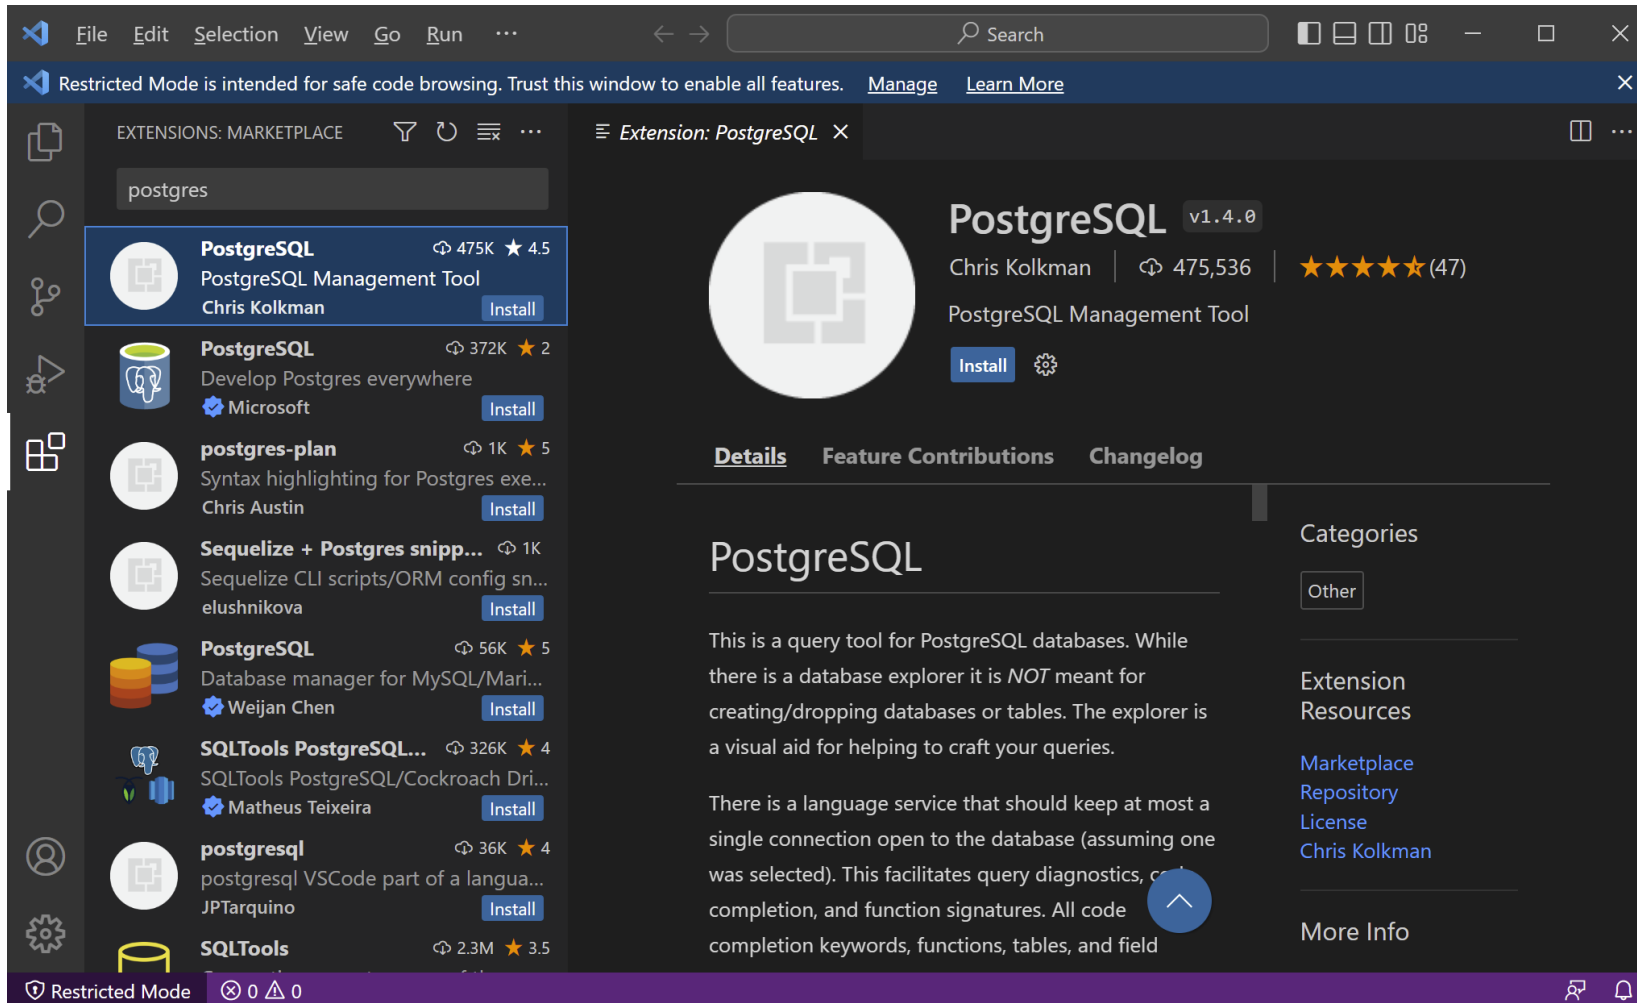 File Edit Selection View Go Run ··· Search
Restricted Mode is intended for safe code browsing. Trust this window to enable all features. Manage Learn More
EXTENSIONS: MARKETPLACE
postgres
PostgreSQL 475K ★ 4.5
PostgreSQL Management Tool
Chris Kolkman Install
PostgreSQL 372K ★ 2
Develop Postgres everywhere
Microsoft Install
postgres-plan 1K ★ 5
Syntax highlighting for Postgres exe...
Chris Austin Install
Sequelize + Postgres snipp... 1K
Sequelize CLI scripts/ORM config sn...
elushnikova Install
PostgreSQL 56K ★ 5
Database manager for MySQL/Mari...
Weijan Chen Install
SQLTools PostgreSQL... 326K ★ 4
SQLTools PostgreSQL/Cockroach Dri...
Matheus Teixeira Install
postgresql 36K ★ 4
postgresql VSCode part of a langua...
JPTarquino Install
SQLTools 2.3M ★ 3.5
Extension: PostgreSQL
PostgreSQL v1.4.0
Chris Kolkman 475,536 (47)
PostgreSQL Management Tool
Install
Details Feature Contributions Changelog
PostgreSQL
This is a query tool for PostgreSQL databases. While
there is a database explorer it is NOT meant for
creating/dropping databases or tables. The explorer is
a visual aid for helping to craft your queries.
There is a language service that should keep at most a
single connection open to the database (assuming one
was selected). This facilitates query diagnostics, code
completion, and function signatures. All code
completion keywords, functions, tables, and field
Categories
Other
Extension
Resources
Marketplace
Repository
License
Chris Kolkman
More Info
Restricted Mode 0 0